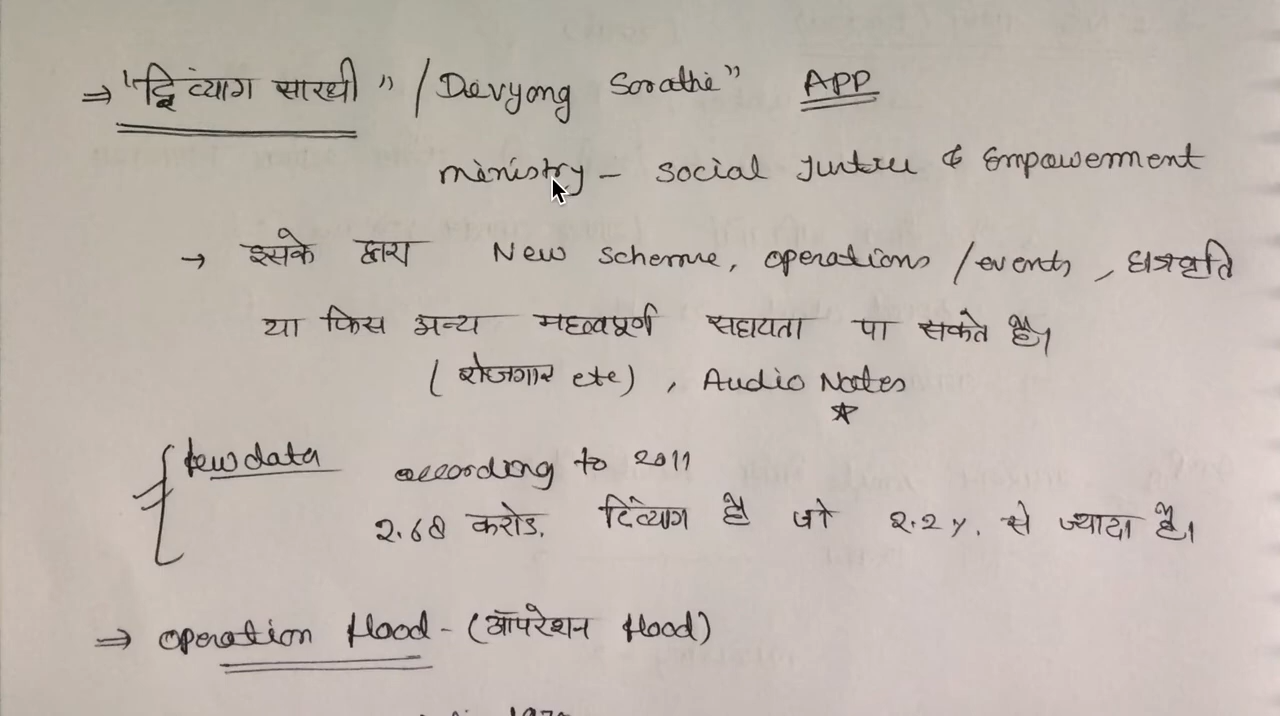 ⇒ "दिव्याग सारथी" / Devyang Sarathi" APP
ministry – social Justice & Empowerment
→ इसके द्वारा New scheme, operations / events , छात्रवृति
या किस अन्य महत्वपूर्ण सहायता पा सकते है।
( रोजगार etc) , Audio Notes
few data according to 2011
2.68 करोड. दिव्याग है जो 2.2%. से ज्यादा है।
⇒ operation flood – (ऑपरेशन flood)